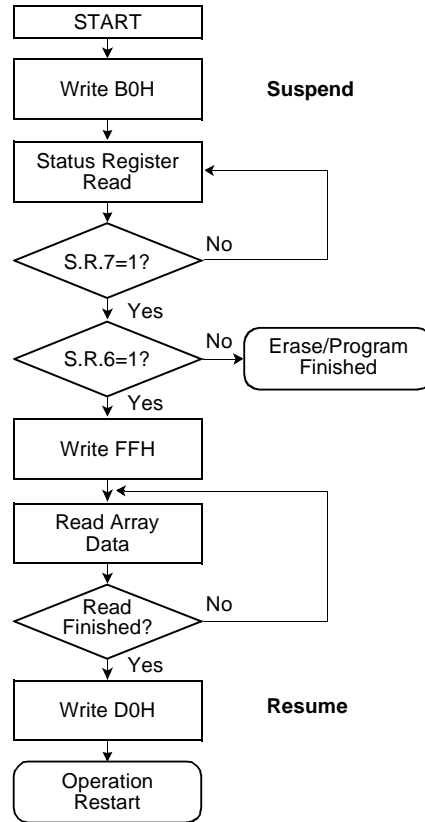 START
Write B0H
Suspend
Status Register
Read
No
S.R.7=1?
Yes
No
S.R.6=1?
Erase/Program
Finished
Yes
Write FFH
Read Array
Data
No
Read
Finished?
Yes
Write D0H
Resume
Operation
Restart